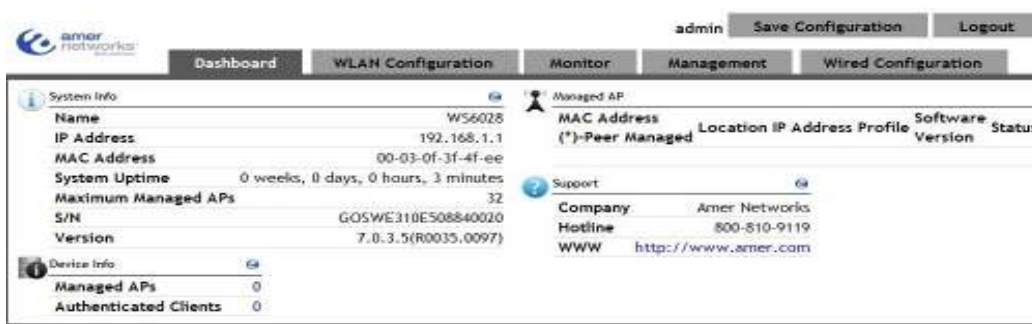 amer
networks
admin Save Configuration Logout
Dashboard WLAN Configuration Monitor Management Wired Configuration
System Info
Name WS6028
IP Address 192.168.1.1
MAC Address 00-03-0f-3f-4f-ee
System Uptime 0 weeks, 0 days, 0 hours, 3 minutes
Maximum Managed APs 32
S/N GOSWE310E508840020
Version 7.0.3.5(R0035.0097)
Device Info
Managed APs 0
Authenticated Clients 0
Managed AP
MAC Address
(*)-Peer Managed Location IP Address Profile Software
Version Status
Support
Company Amer Networks
Hotline 800-810-9119
WWW http://www.amer.com